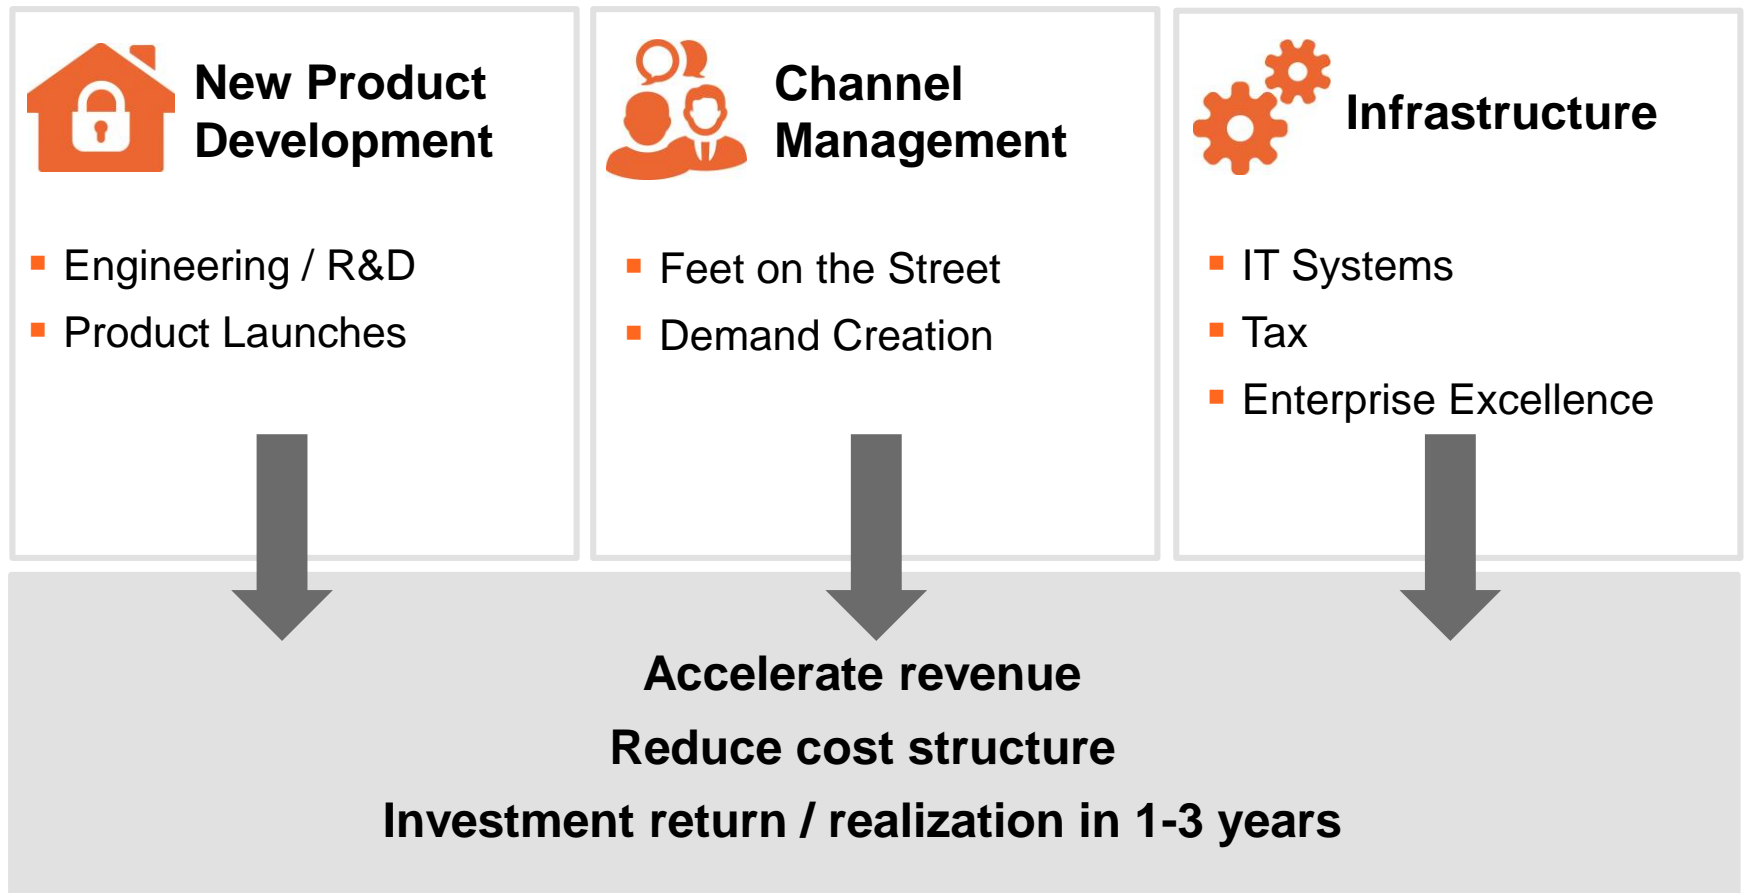 New Product
Development
Engineering / R&D
Product Launches
Channel
Management
Feet on the Street
Demand Creation
Infrastructure
IT Systems
Tax
Enterprise Excellence
Accelerate revenue
Reduce cost structure
Investment return / realization in 1-3 years